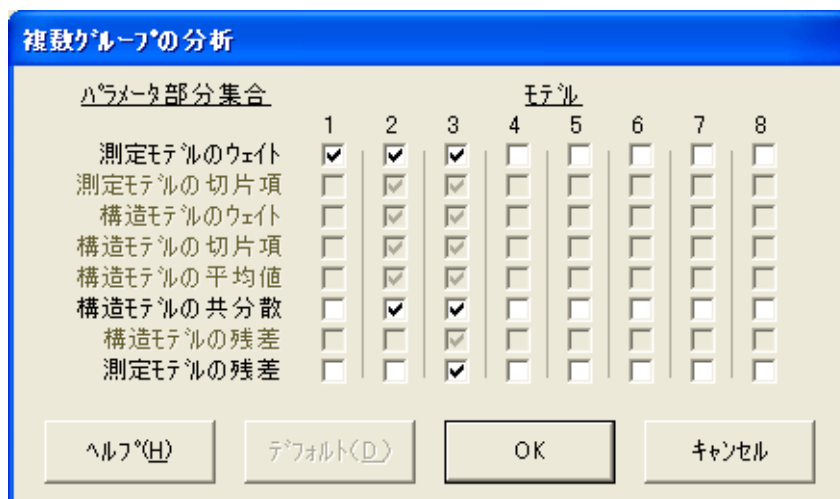 複数ｸﾞﾙｰﾌﾟの分析
ﾊﾟﾗﾒｰﾀ部分集合 ﾓﾃﾞﾙ
1 2 3 4 5 6 7 8
測定ﾓﾃﾞﾙのｳｪｲﾄ
測定ﾓﾃﾞﾙの切片項
構造ﾓﾃﾞﾙのｳｪｲﾄ
構造ﾓﾃﾞﾙの切片項
構造ﾓﾃﾞﾙの平均値
構造ﾓﾃﾞﾙの共分散
構造ﾓﾃﾞﾙの残差
測定ﾓﾃﾞﾙの残差
ﾍﾙﾌﾟ(H) ﾃﾞﾌｫﾙﾄ(D) OK ｷｬﾝｾﾙ